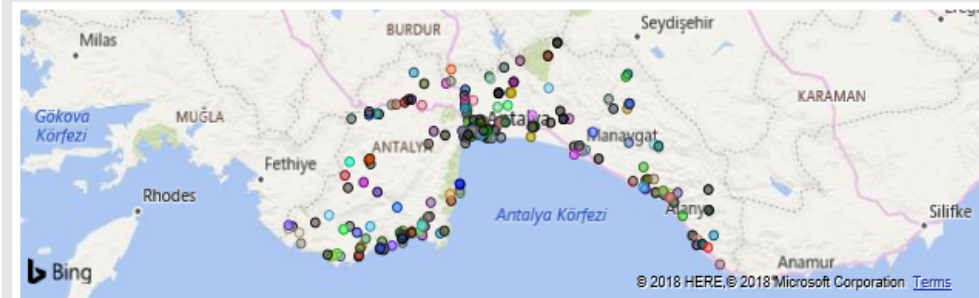 Milas
BURDUR
Seydişehir
Gökova
Körfezi
MUĞLA
Antalya
KARAMAN
Manavgat
ANTALYA
Fethiye
Rhodes
Antalya Körfezi
Alanya
Silifke
Anamur
Bing
© 2018 HERE,© 2018 Microsoft Corporation Terms